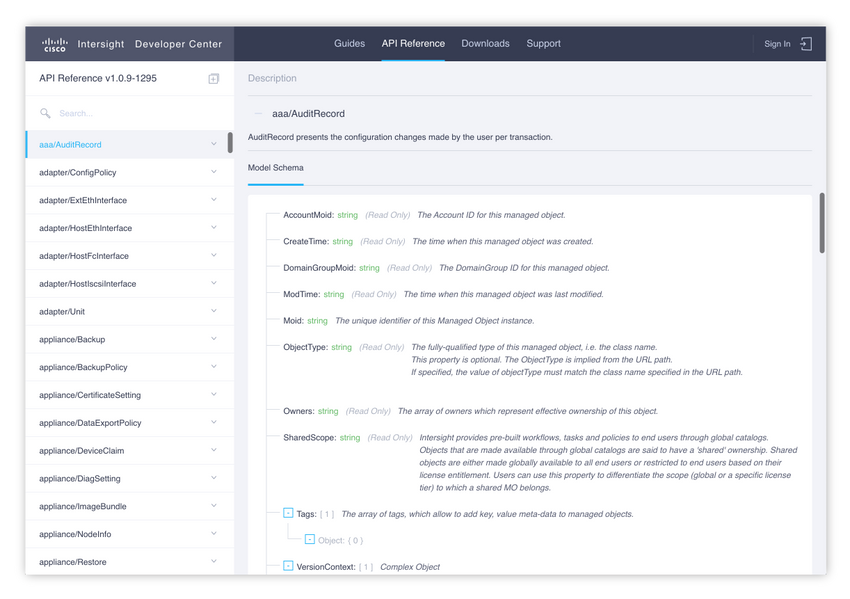 cisco Intersight Developer Center
Guides API Reference Downloads Support
Sign In
API Reference v1.0.9-1295
Search...
aaa/AuditRecord
adapter/ConfigPolicy
adapter/ExtEthInterface
adapter/HostEthInterface
adapter/HostFcInterface
adapter/HostIscsiInterface
adapter/Unit
appliance/Backup
appliance/BackupPolicy
appliance/CertificateSetting
appliance/DataExportPolicy
appliance/DeviceClaim
appliance/DiagSetting
appliance/ImageBundle
appliance/NodeInfo
appliance/Restore
Description
aaa/AuditRecord
AuditRecord presents the configuration changes made by the user per transaction.
Model Schema
AccountMoid: string (Read Only) The Account ID for this managed object.
CreateTime: string (Read Only) The time when this managed object was created.
DomainGroupMoid: string (Read Only) The DomainGroup ID for this managed object.
ModTime: string (Read Only) The time when this managed object was last modified.
Moid: string The unique identifier of this Managed Object instance.
ObjectType: string (Read Only) The fully-qualified type of this managed object, i.e. the class name.
This property is optional. The ObjectType is implied from the URL path.
If specified, the value of objectType must match the class name specified in the URL path.
Owners: string (Read Only) The array of owners which represent effective ownership of this object.
SharedScope: string (Read Only) Intersight provides pre-built workflows, tasks and policies to end users through global catalogs.
Objects that are made available through global catalogs are said to have a 'shared' ownership. Shared
objects are either made globally available to all end users or restricted to end users based on their
license entitlement. Users can use this property to differentiate the scope (global or a specific license
tier) to which a shared MO belongs.
- Tags: [ 1 ] The array of tags, which allow to add key, value meta-data to managed objects.
- Object: { 0 }
- VersionContext: [ 1 ] Complex Object